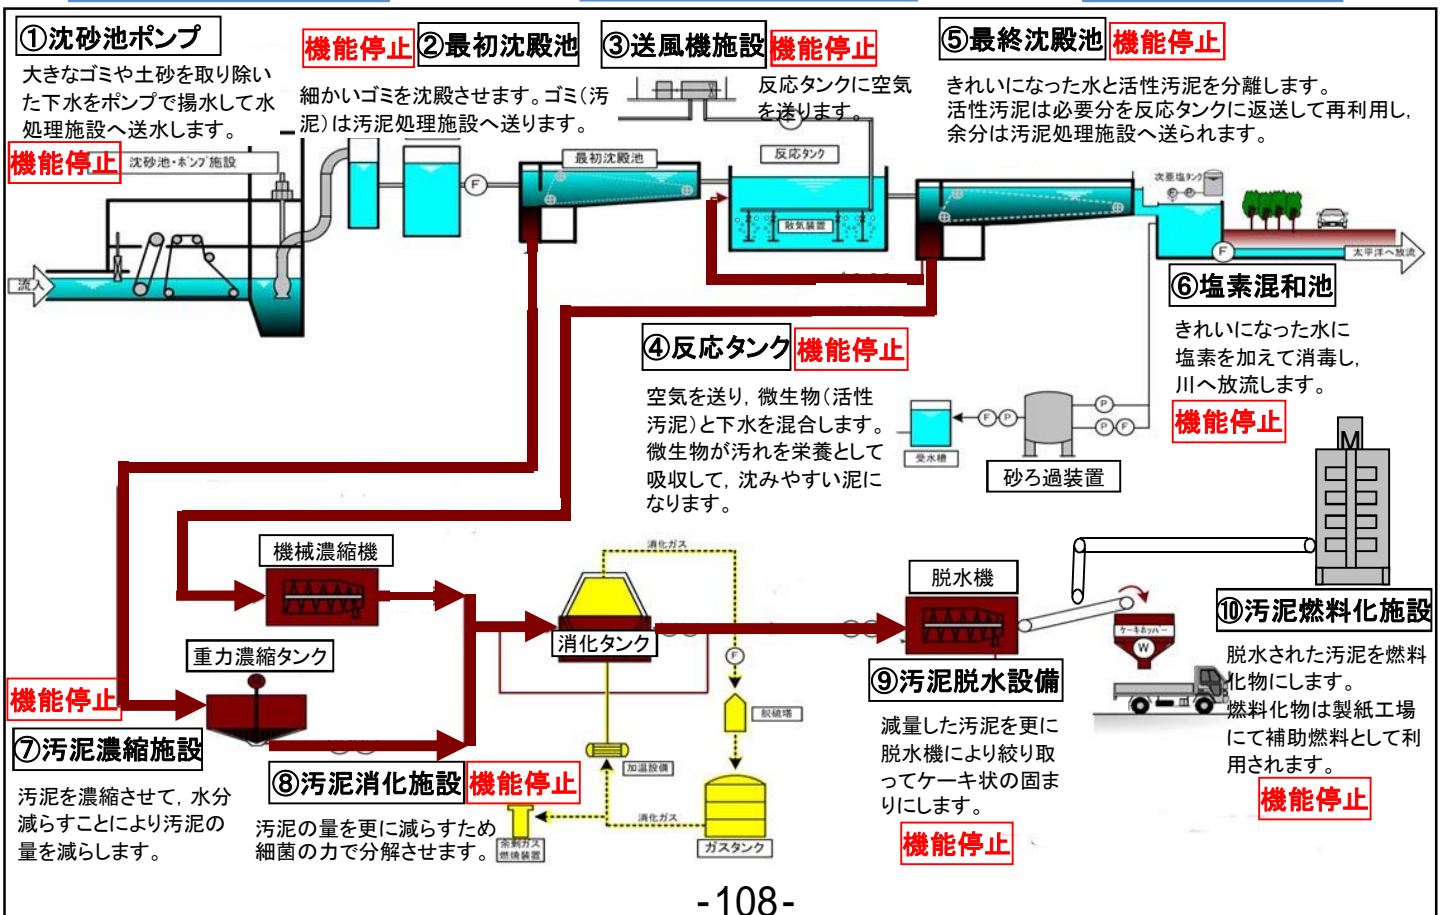 ①沈砂池ポンプ
大きなゴミや土砂を取り除い
た下水をポンプで揚水して水
処理施設へ送水します。
機能停止
沈砂池・ポンプ施設
流入
機能停止
②最初沈殿池
細かいゴミを沈殿させます。ゴミ（汚
泥）は汚泥処理施設へ送ります。
F
最初沈殿池
③送風機施設
機能停止
反応タンクに空気
を送ります。
F
反応タンク
散気装置
⑤最終沈殿池
機能停止
きれいになった水と活性汚泥を分離します。
活性汚泥は必要分を反応タンクに返送して再利用し，
余分は汚泥処理施設へ送られます。
次亜塩タンク
P
P
F
太平洋へ放流
⑥塩素混和池
きれいになった水に
塩素を加えて消毒し，
川へ放流します。
機能停止
④反応タンク
機能停止
空気を送り，微生物（活性
汚泥）と下水を混合します。
微生物が汚れを栄養として
吸収して，沈みやすい泥に
なります。
F P
P
P F
受水槽
砂ろ過装置
M
機械濃縮機
重力濃縮タンク
機能停止
⑦汚泥濃縮施設
汚泥を濃縮させて，水分
減らすことにより汚泥の
量を減らします。
消化ガス
消化タンク
F
脱硫塔
加温設備
消化ガス
余剰ガス
燃焼装置
ガスタンク
⑧汚泥消化施設
機能停止
汚泥の量を更に減らすため
細菌の力で分解させます。
脱水機
ケーキホッパー
W
⑨汚泥脱水設備
減量した汚泥を更に
脱水機により絞り取
ってケーキ状の固ま
りにします。
機能停止
⑩汚泥燃料化施設
脱水された汚泥を燃料
化物にします。
燃料化物は製紙工場
にて補助燃料として利
用されます。
機能停止
-108-